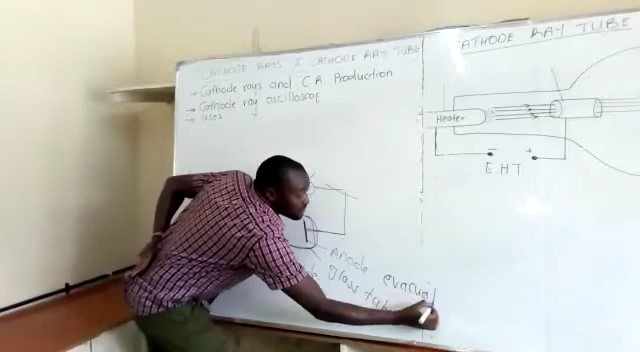 CATHODE RAYS & CATHODE RAY TUBE
→ Cathode rays and C.R Production
→ Cathode ray oscilloscope
→ uses
Anode
evacuat
glass tub
CATHODE RAY TUBE
Heater
- +
E.H.T